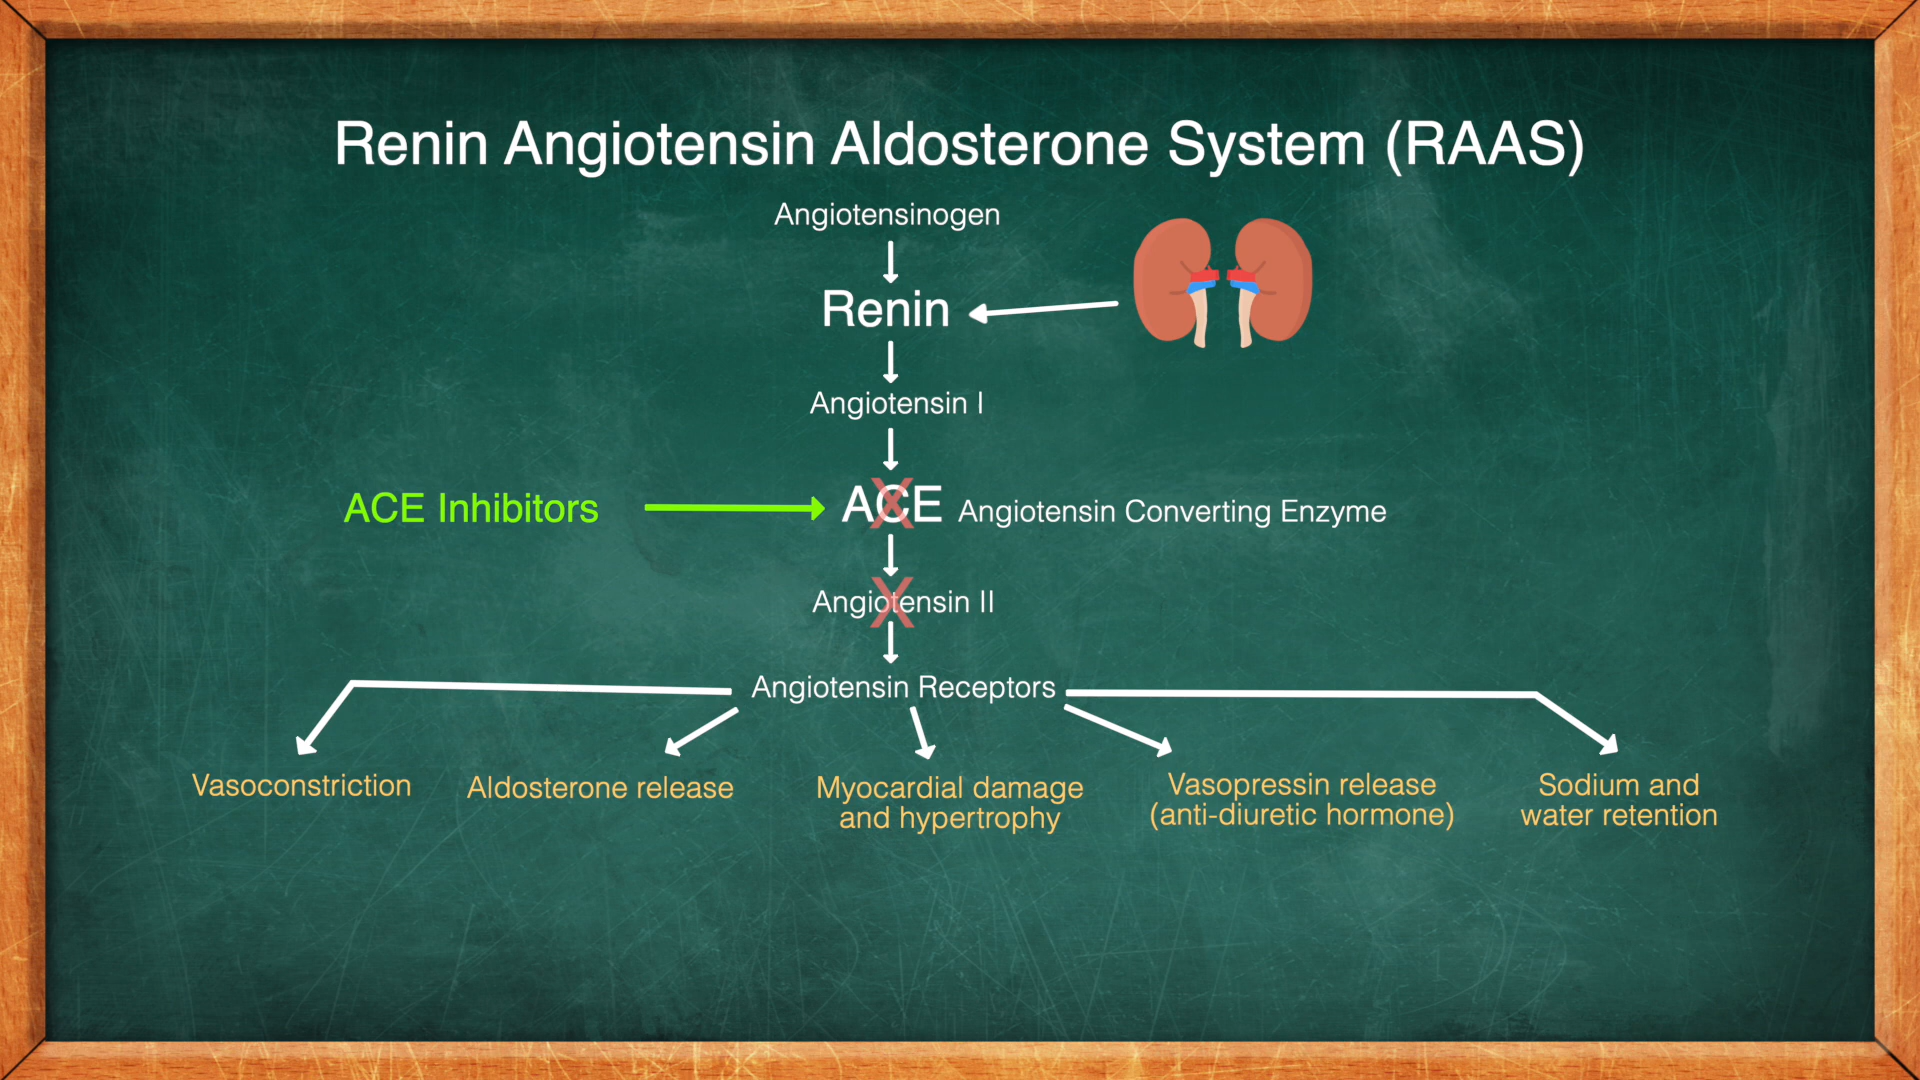 Renin Angiotensin Aldosterone System (RAAS)
Angiotensinogen
Renin
Angiotensin I
ACE Inhibitors
ACE Angiotensin Converting Enzyme
X
Angiotensin II
X
Angiotensin Receptors
Vasoconstriction
Aldosterone release
Myocardial damage
and hypertrophy
Vasopressin release
(anti-diuretic hormone)
Sodium and
water retention